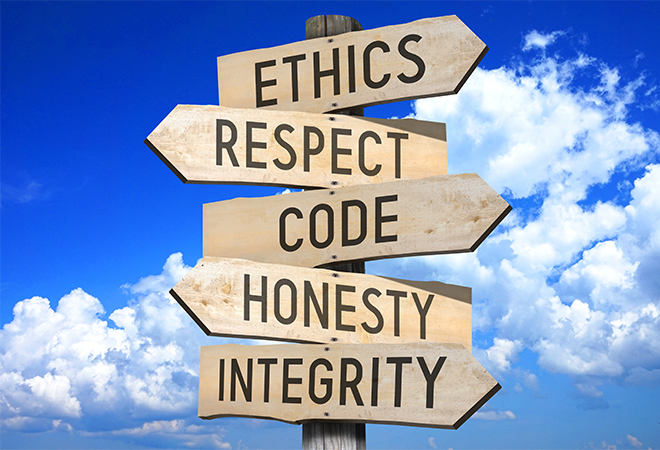 ETHICS
RESPECT
CODE
HONESTY
INTEGRITY